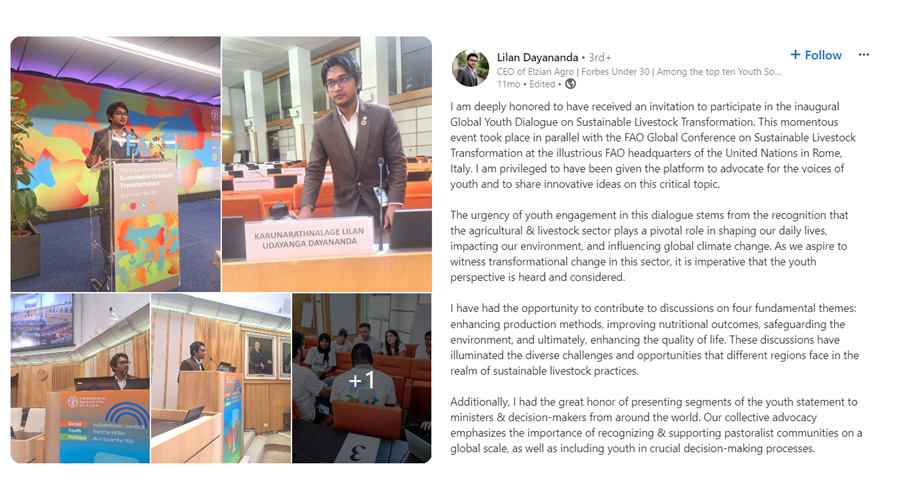 FAO
Sustainable Livestock
Transformation
KARUNARATHNALAGE LILAN
UDAYANGA DAYANANDA
Global
Youth
Dialogue
on Sustainable Livestock
Transformation
+1
Lilan Dayananda • 3rd+
+ Follow
...
CEO of Elzian Agro | Forbes Under 30 | Among the top ten Youth So...
11mo • Edited •
I am deeply honored to have received an invitation to participate in the inaugural
Global Youth Dialogue on Sustainable Livestock Transformation. This momentous
event took place in parallel with the FAO Global Conference on Sustainable Livestock
Transformation at the illustrious FAO headquarters of the United Nations in Rome,
Italy. I am privileged to have been given the platform to advocate for the voices of
youth and to share innovative ideas on this critical topic.
The urgency of youth engagement in this dialogue stems from the recognition that
the agricultural & livestock sector plays a pivotal role in shaping our daily lives,
impacting our environment, and influencing global climate change. As we aspire to
witness transformational change in this sector, it is imperative that the youth
perspective is heard and considered.
I have had the opportunity to contribute to discussions on four fundamental themes:
enhancing production methods, improving nutritional outcomes, safeguarding the
environment, and ultimately, enhancing the quality of life. These discussions have
illuminated the diverse challenges and opportunities that different regions face in the
realm of sustainable livestock practices.
Additionally, I had the great honor of presenting segments of the youth statement to
ministers & decision-makers from around the world. Our collective advocacy
emphasizes the importance of recognizing & supporting pastoralist communities on a
global scale, as well as including youth in crucial decision-making processes.